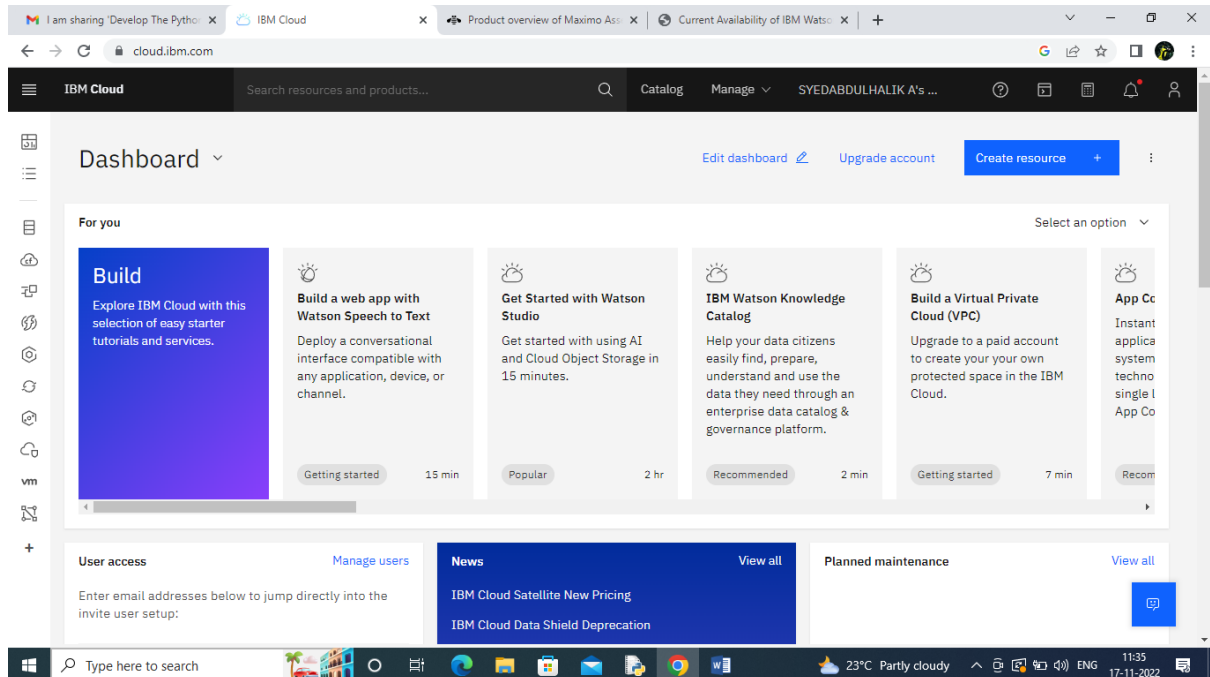 I am sharing 'Develop The Pytho
IBM Cloud
Product overview of Maximo Ass
Current Availability of IBM Watso
cloud.ibm.com
IBM Cloud
Search resources and products...
Catalog
Manage
SYEDABDULHALIK A's ...
Dashboard
Edit dashboard
Upgrade account
Create resource +
For you
Select an option
Build
Explore IBM Cloud with this
selection of easy starter
tutorials and services.
Build a web app with
Watson Speech to Text
Deploy a conversational
interface compatible with
any application, device, or
channel.
Getting started
15 min
Get Started with Watson
Studio
Get started with using AI
and Cloud Object Storage in
15 minutes.
Popular
2 hr
IBM Watson Knowledge
Catalog
Help your data citizens
easily find, prepare,
understand and use the
data they need through an
enterprise data catalog &
governance platform.
Recommended
2 min
Build a Virtual Private
Cloud (VPC)
Upgrade to a paid account
to create your your own
protected space in the IBM
Cloud.
Getting started
7 min
App Co
Instant
applica
system
techno
single l
App Co
Recom
vm
User access
Manage users
Enter email addresses below to jump directly into the
invite user setup:
News
View all
IBM Cloud Satellite New Pricing
IBM Cloud Data Shield Deprecation
Planned maintenance
View all
Type here to search
23°C Partly cloudy
ENG
11:35
17-11-2022